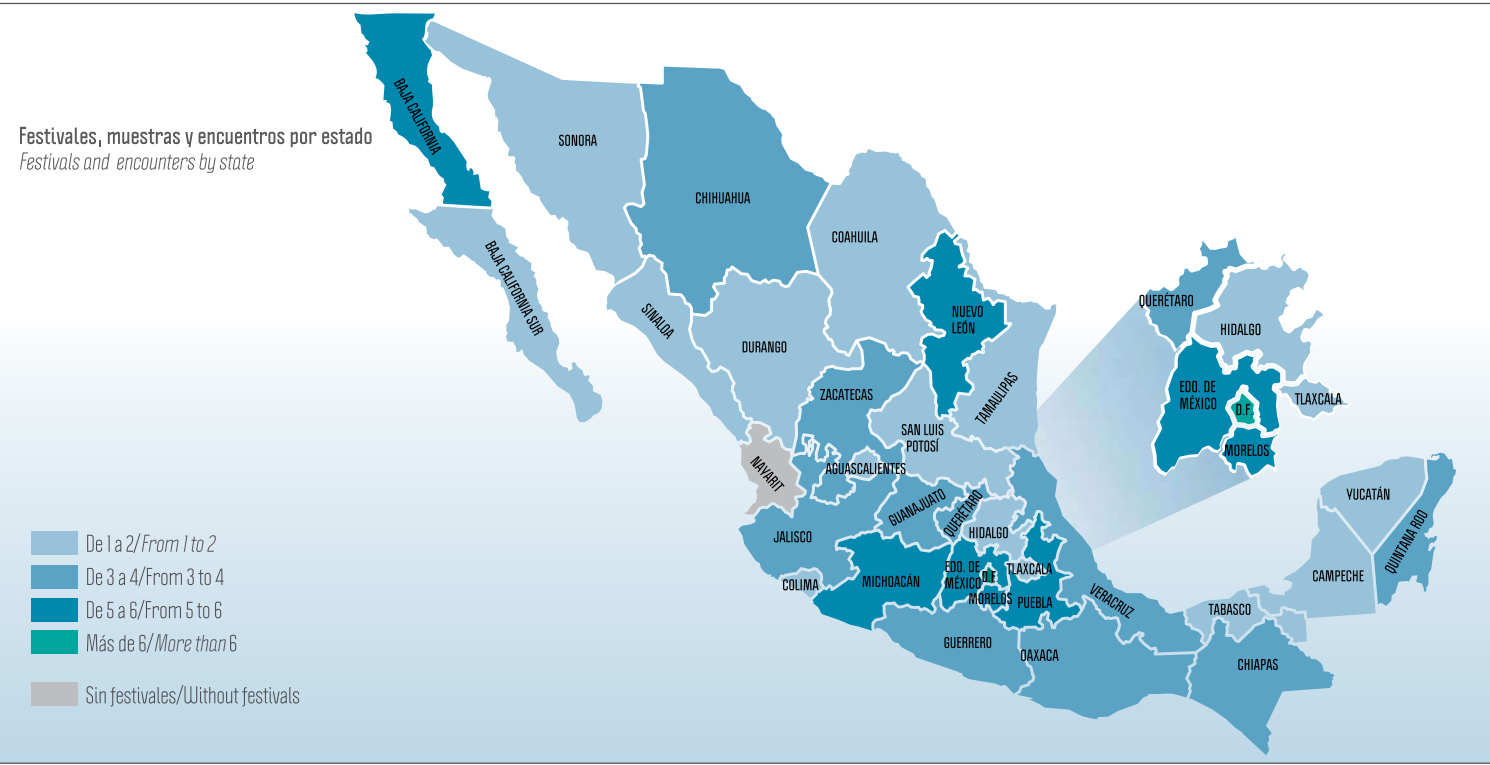 Festivales, muestras y encuentros por estado
Festivals and encounters by state
BAJA CALIFORNIA
SONORA
CHIHUAHUA
COAHUILA
BAJA CALIFORNIA SUR
SINALOA
DURANGO
NUEVO
LEÓN
TAMAULIPAS
ZACATECAS
SAN LUIS
POTOSÍ
NAYARIT
AGUASCALIENTES
GUANAJUATO
QUERÉTARO
HIDALGO
JALISCO
COLIMA
MICHOACÁN
EDO. DE
MÉXICO
D.F.
TLAXCALA
MORELOS
PUEBLA
VERACRUZ
GUERRERO
OAXACA
TABASCO
CHIAPAS
CAMPECHE
YUCATÁN
QUINTANA ROO
QUERÉTARO
HIDALGO
EDO. DE
MÉXICO
D.F.
TLAXCALA
MORELOS
De 1 a 2/From 1 to 2
De 3 a 4/From 3 to 4
De 5 a 6/From 5 to 6
Más de 6/More than 6
Sin festivales/Without festivals